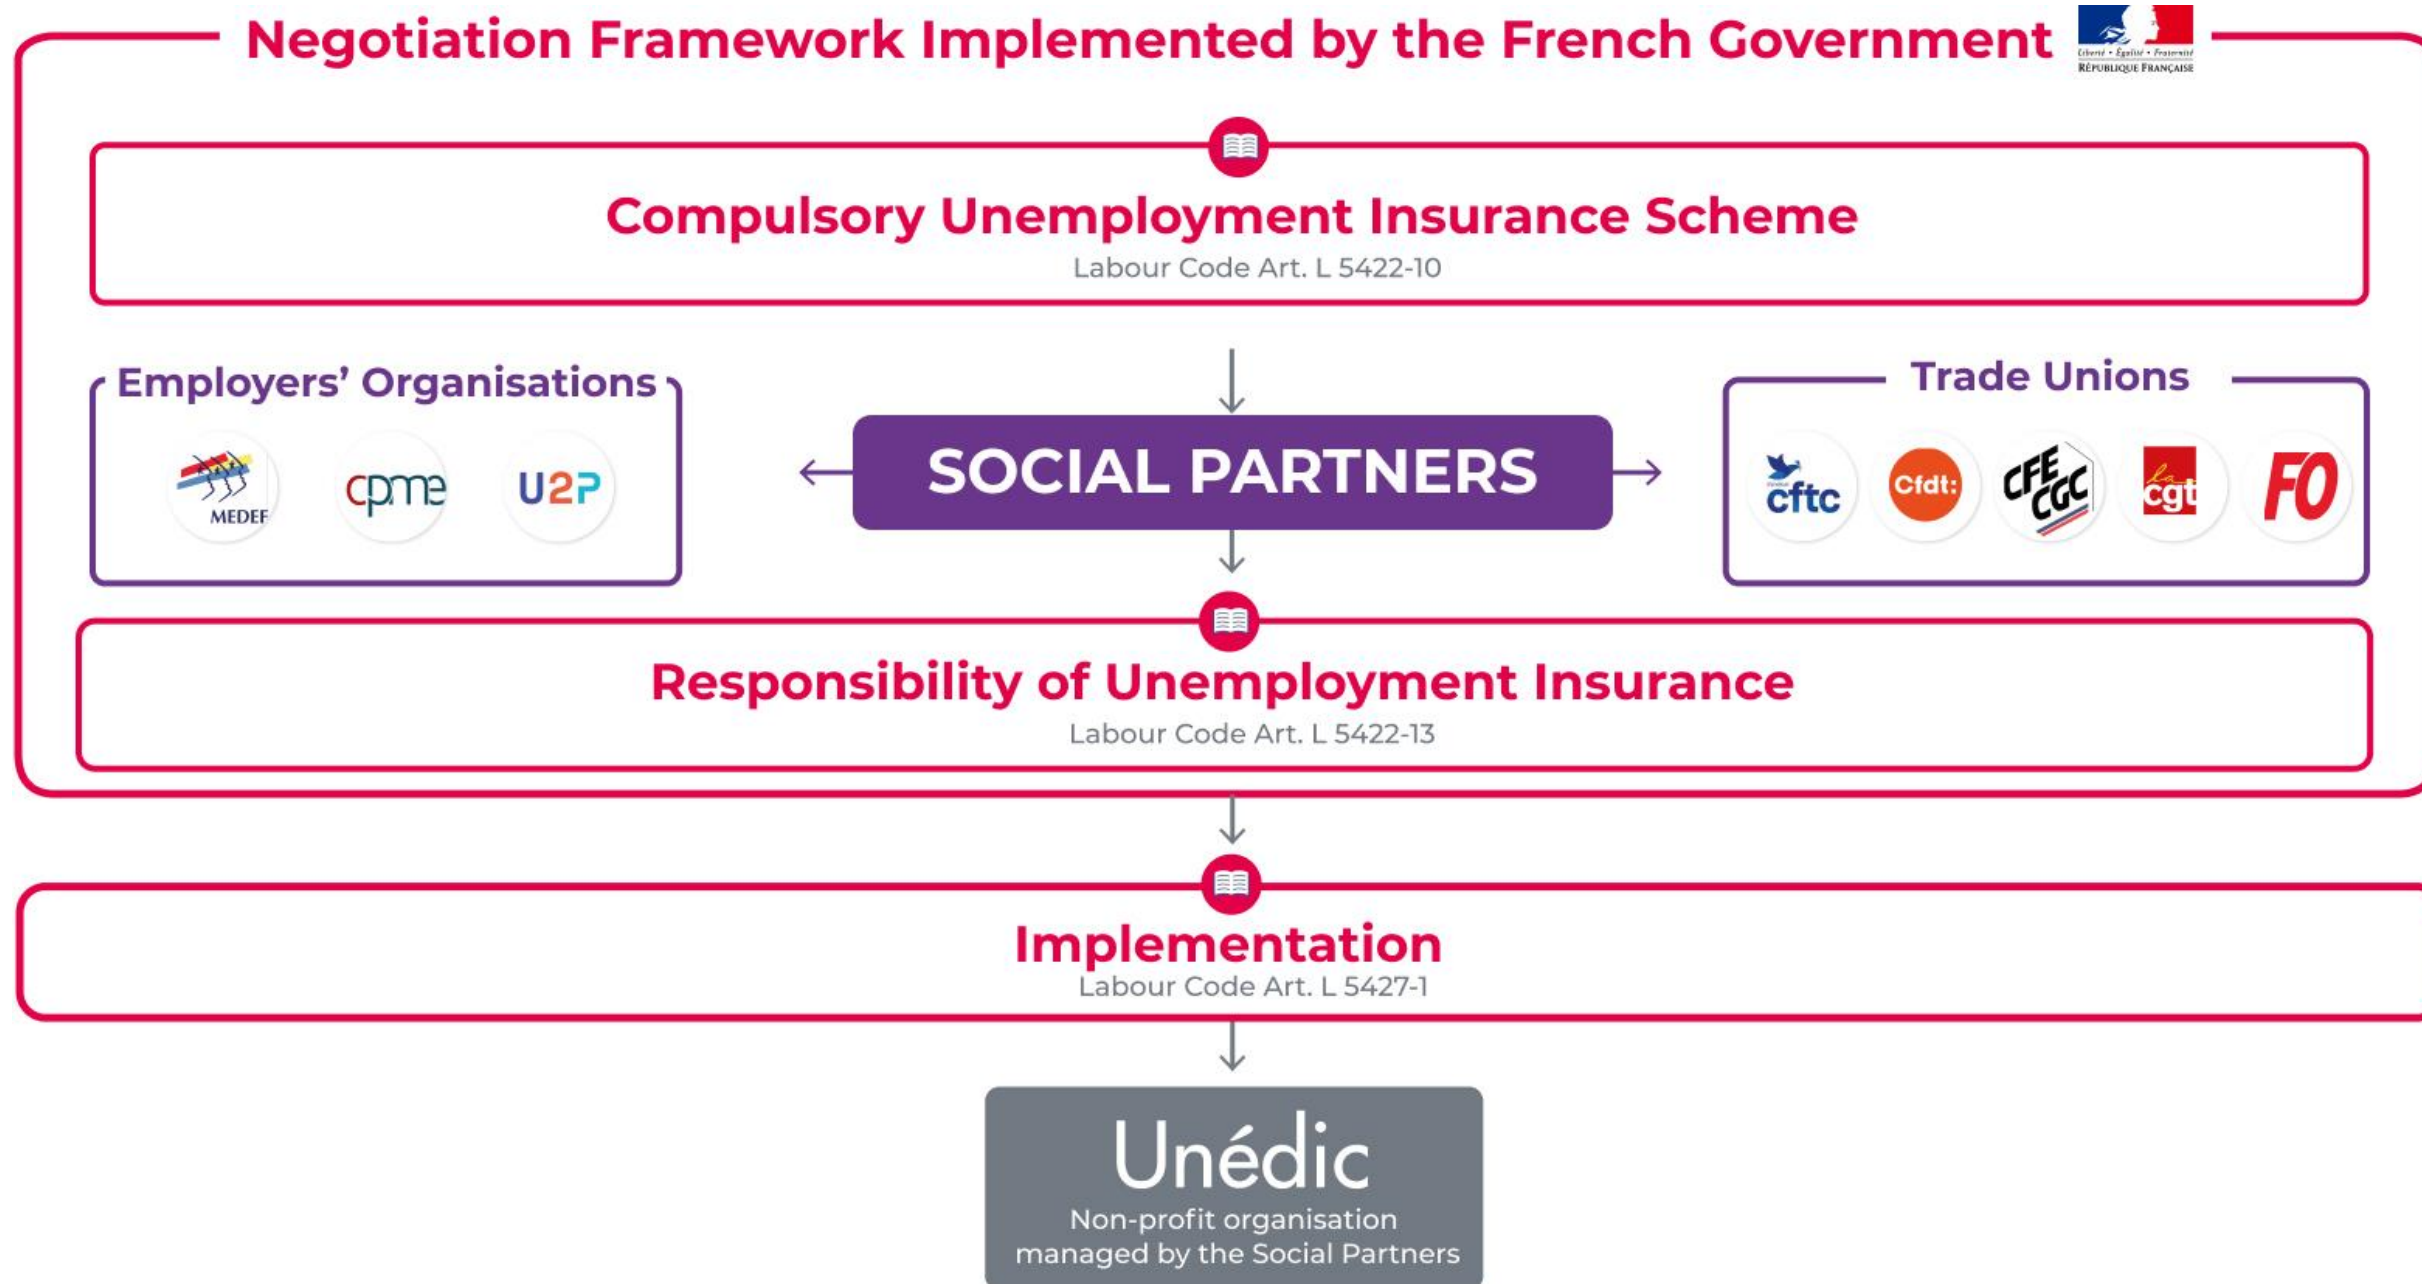 Negotiation Framework Implemented by the French Government
Liberté • Égalité • Fraternité
RÉPUBLIQUE FRANÇAISE
Compulsory Unemployment Insurance Scheme
Labour Code Art. L 5422-10
Employers’ Organisations
MEDEF
cpme
U2P
SOCIAL PARTNERS
Trade Unions
cftc
Cfdt:
CFE
CGC
la
cgt
FO
Responsibility of Unemployment Insurance
Labour Code Art. L 5422-13
Implementation
Labour Code Art. L 5427-1
Unédic
Non-profit organisation
managed by the Social Partners